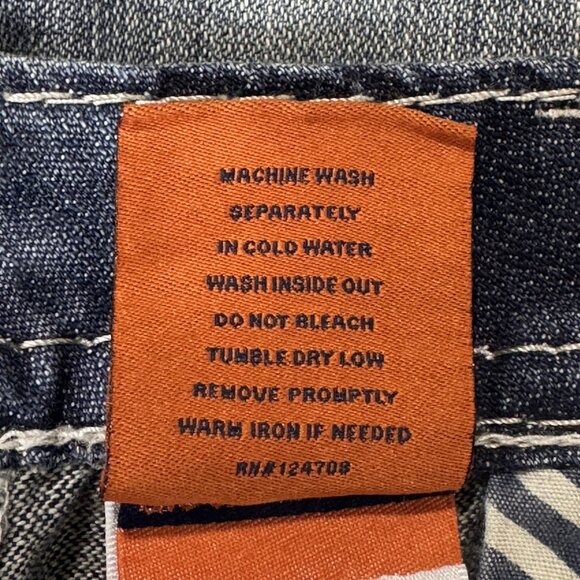 MACHINE WASH
SEPARATELY
IN COLD WATER
WASH INSIDE OUT
DO NOT BLEACH
TUMBLE DRY LOW
REMOVE PROMPTLY
WARM IRON IF NEEDED
RN#124708